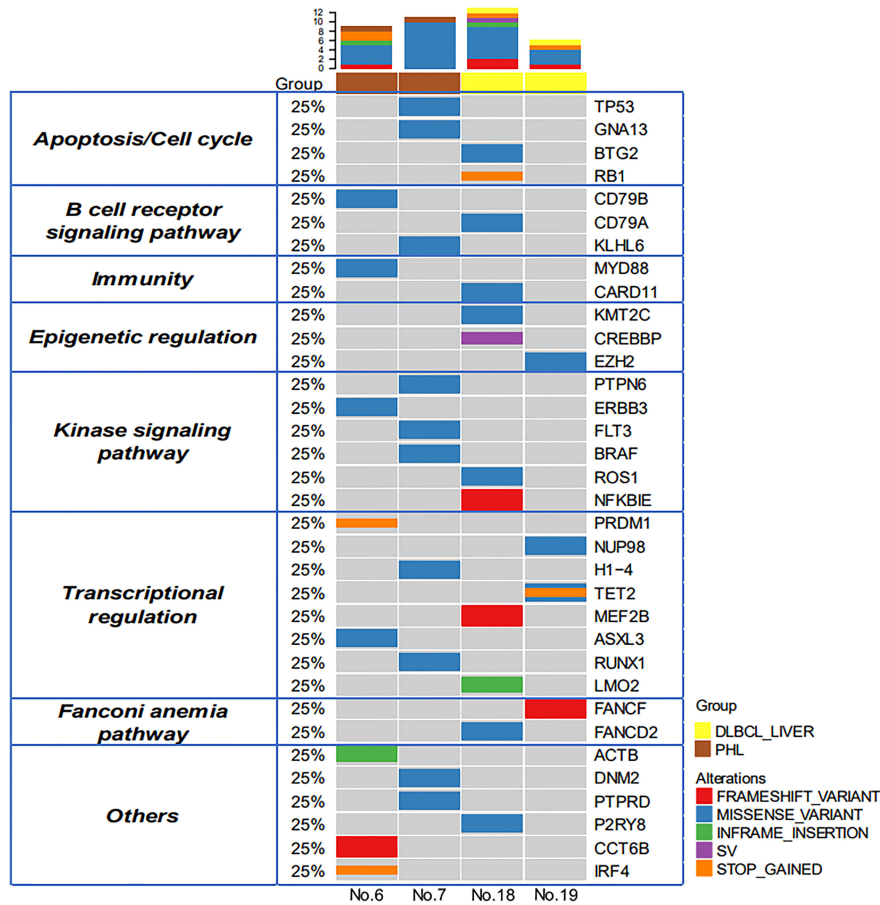 12
10
8
6
4
2
0
Group
Apoptosis/Cell cycle
25% TP53
25% GNA13
25% BTG2
25% RB1
B cell receptor
signaling pathway
25% CD79B
25% CD79A
25% KLHL6
Immunity
25% MYD88
25% CARD11
Epigenetic regulation
25% KMT2C
25% CREBBP
25% EZH2
Kinase signaling
pathway
25% PTPN6
25% ERBB3
25% FLT3
25% BRAF
25% ROS1
25% NFKBIE
Transcriptional
regulation
25% PRDM1
25% NUP98
25% H1−4
25% TET2
25% MEF2B
25% ASXL3
25% RUNX1
25% LMO2
Fanconi anemia
pathway
25% FANCF
25% FANCD2
Others
25% ACTB
25% DNM2
25% PTPRD
25% P2RY8
25% CCT6B
25% IRF4
No.6 No.7 No.18 No.19
Group
DLBCL_LIVER
PHL
Alterations
FRAMESHIFT_VARIANT
MISSENSE_VARIANT
INFRAME_INSERTION
SV
STOP_GAINED